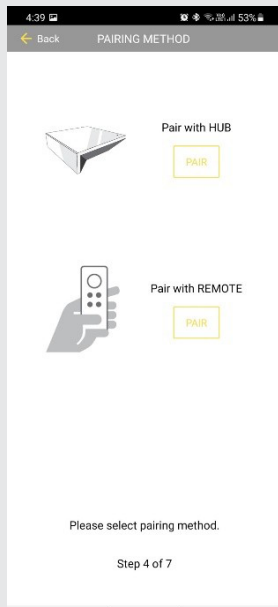 4:39 53%
Back PAIRING METHOD
Pair with HUB
PAIR
Pair with REMOTE
PAIR
Please select pairing method.
Step 4 of 7